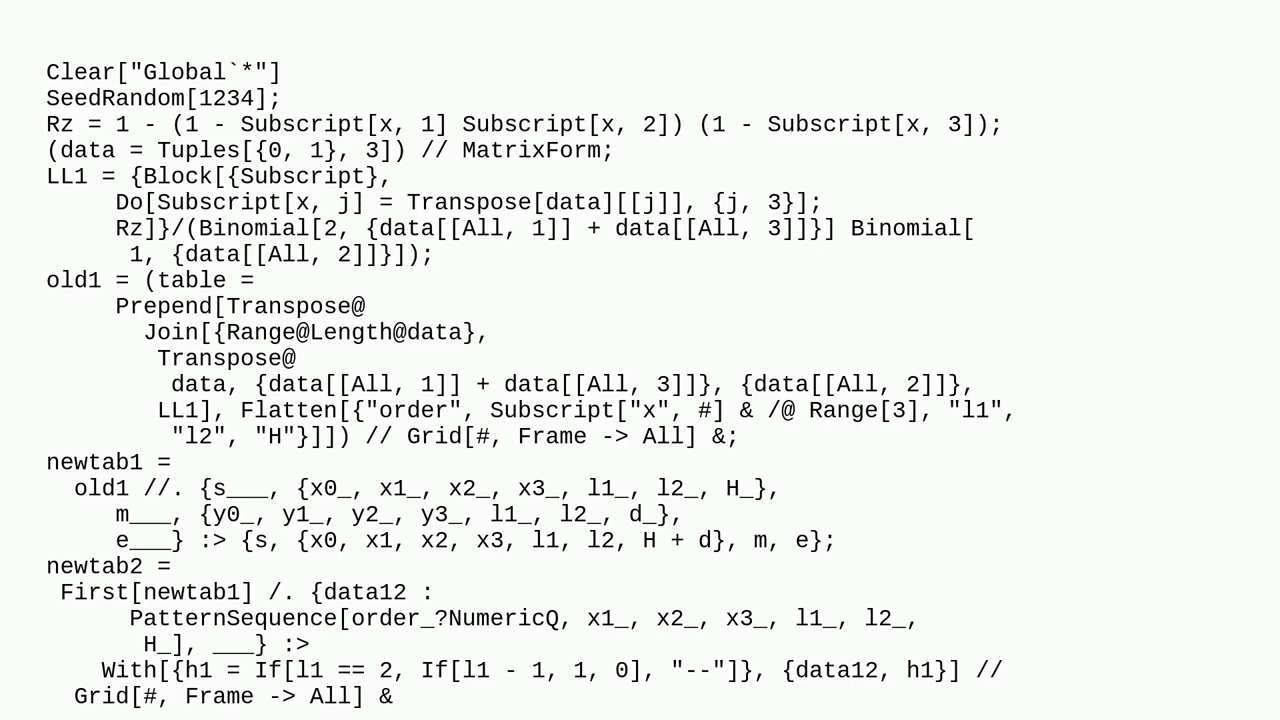 Clear["Global`*"]
SeedRandom[1234];
Rz = 1 - (1 - Subscript[x, 1] Subscript[x, 2]) (1 - Subscript[x, 3]);
(data = Tuples[{0, 1}, 3]) // MatrixForm;
LL1 = {Block[{Subscript},
     Do[Subscript[x, j] = Transpose[data][[j]], {j, 3}];
     Rz]}/(Binomial[2, {data[[All, 1]] + data[[All, 3]]}] Binomial[
      1, {data[[All, 2]]}]);
old1 = (table =
     Prepend[Transpose@
       Join[{Range@Length@data},
        Transpose@
         data, {data[[All, 1]] + data[[All, 3]]}, {data[[All, 2]]},
        LL1], Flatten[{"order", Subscript["x", #] & /@ Range[3], "l1",
         "l2", "H"}]]) // Grid[#, Frame -> All] &;
newtab1 =
  old1 //. {s___, {x0_, x1_, x2_, x3_, l1_, l2_, H_},
     m___, {y0_, y1_, y2_, y3_, l1_, l2_, d_},
     e___} :> {s, {x0, x1, x2, x3, l1, l2, H + d}, m, e};
newtab2 =
 First[newtab1] /. {data12 :
      PatternSequence[order_?NumericQ, x1_, x2_, x3_, l1_, l2_,
       H_], ___} :>
    With[{h1 = If[l1 == 2, If[l1 - 1, 1, 0], "--"]}, {data12, h1}] //
  Grid[#, Frame -> All] &